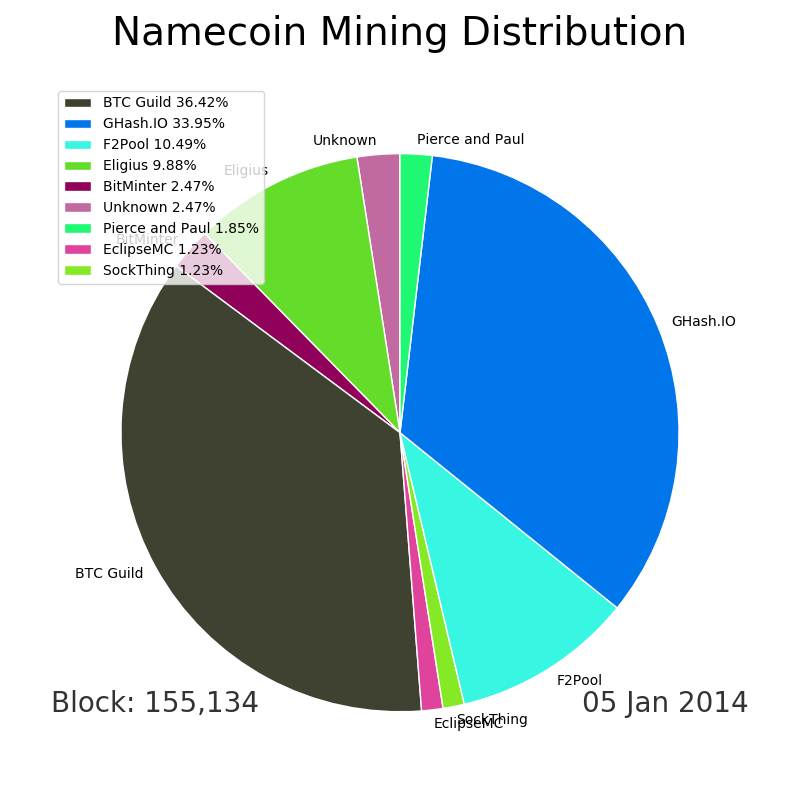 Namecoin Mining Distribution
BTC Guild 36.42%
GHash.IO 33.95%
F2Pool 10.49%
Eligius 9.88%
BitMinter 2.47%
Unknown 2.47%
Pierce and Paul 1.85%
EclipseMC 1.23%
SockThing 1.23%
Unknown
Pierce and Paul
Eligius
BitMinter
GHash.IO
BTC Guild
F2Pool
SockThing
EclipseMC
Block: 155,134
05 Jan 2014